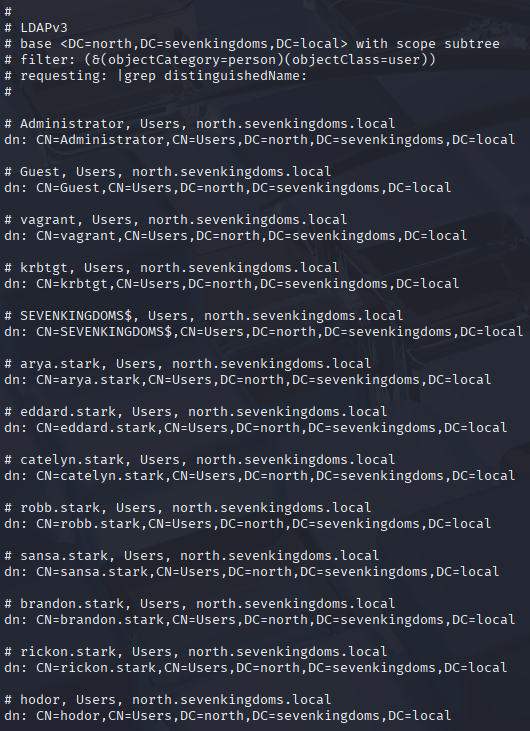 #
# LDAPv3
# base <DC=north,DC=sevenkingdoms,DC=local> with scope subtree
# filter: (&(objectCategory=person)(objectClass=user))
# requesting: |grep distinguishedName:
#
# Administrator, Users, north.sevenkingdoms.local
dn: CN=Administrator,CN=Users,DC=north,DC=sevenkingdoms,DC=local
# Guest, Users, north.sevenkingdoms.local
dn: CN=Guest,CN=Users,DC=north,DC=sevenkingdoms,DC=local
# vagrant, Users, north.sevenkingdoms.local
dn: CN=vagrant,CN=Users,DC=north,DC=sevenkingdoms,DC=local
# krbtgt, Users, north.sevenkingdoms.local
dn: CN=krbtgt,CN=Users,DC=north,DC=sevenkingdoms,DC=local
# SEVENKINGDOMS$, Users, north.sevenkingdoms.local
dn: CN=SEVENKINGDOMS$,CN=Users,DC=north,DC=sevenkingdoms,DC=local
# arya.stark, Users, north.sevenkingdoms.local
dn: CN=arya.stark,CN=Users,DC=north,DC=sevenkingdoms,DC=local
# eddard.stark, Users, north.sevenkingdoms.local
dn: CN=eddard.stark,CN=Users,DC=north,DC=sevenkingdoms,DC=local
# catelyn.stark, Users, north.sevenkingdoms.local
dn: CN=catelyn.stark,CN=Users,DC=north,DC=sevenkingdoms,DC=local
# robb.stark, Users, north.sevenkingdoms.local
dn: CN=robb.stark,CN=Users,DC=north,DC=sevenkingdoms,DC=local
# sansa.stark, Users, north.sevenkingdoms.local
dn: CN=sansa.stark,CN=Users,DC=north,DC=sevenkingdoms,DC=local
# brandon.stark, Users, north.sevenkingdoms.local
dn: CN=brandon.stark,CN=Users,DC=north,DC=sevenkingdoms,DC=local
# rickon.stark, Users, north.sevenkingdoms.local
dn: CN=rickon.stark,CN=Users,DC=north,DC=sevenkingdoms,DC=local
# hodor, Users, north.sevenkingdoms.local
dn: CN=hodor,CN=Users,DC=north,DC=sevenkingdoms,DC=local